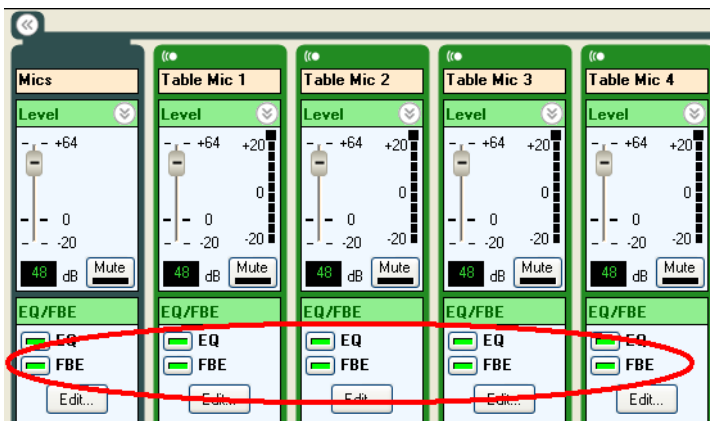 Mics Table Mic 1 Table Mic 2 Table Mic 3 Table Mic 4
Level Level Level Level Level
+64 +64 +20 +64 +20 +64 +20 +64 +20
0 0 0 0
0 0 0 0 0
-20 -20 -20 -20 -20 -20 -20 -20 -20
48 dB Mute 48 dB Mute 48 dB Mute 48 dB Mute 48 dB Mute
EQ/FBE EQ/FBE EQ/FBE EQ/FBE EQ/FBE
EQ EQ EQ EQ EQ
FBE FBE FBE FBE FBE
Edit... Edit... Edit... Edit... Edit...